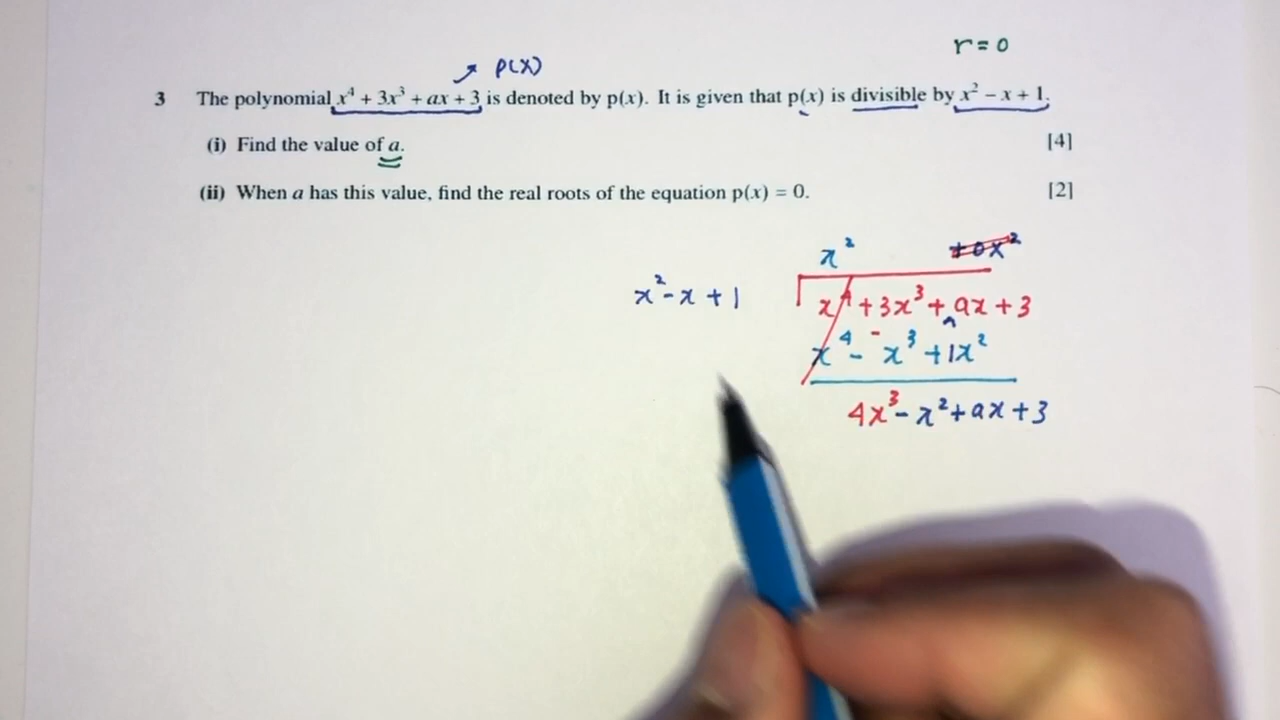 r = 0
→ p(x)
3 The polynomial x⁴ + 3x³ + ax + 3 is denoted by p(x). It is given that p(x) is divisible by x² − x + 1.
(i) Find the value of a. [4]
(ii) When a has this value, find the real roots of the equation p(x) = 0. [2]
x² +0x²
x² - x + 1 x⁴ + 3x³ + ax + 3
x⁴ - x³ + 1x²
4x³ - x² + ax + 3